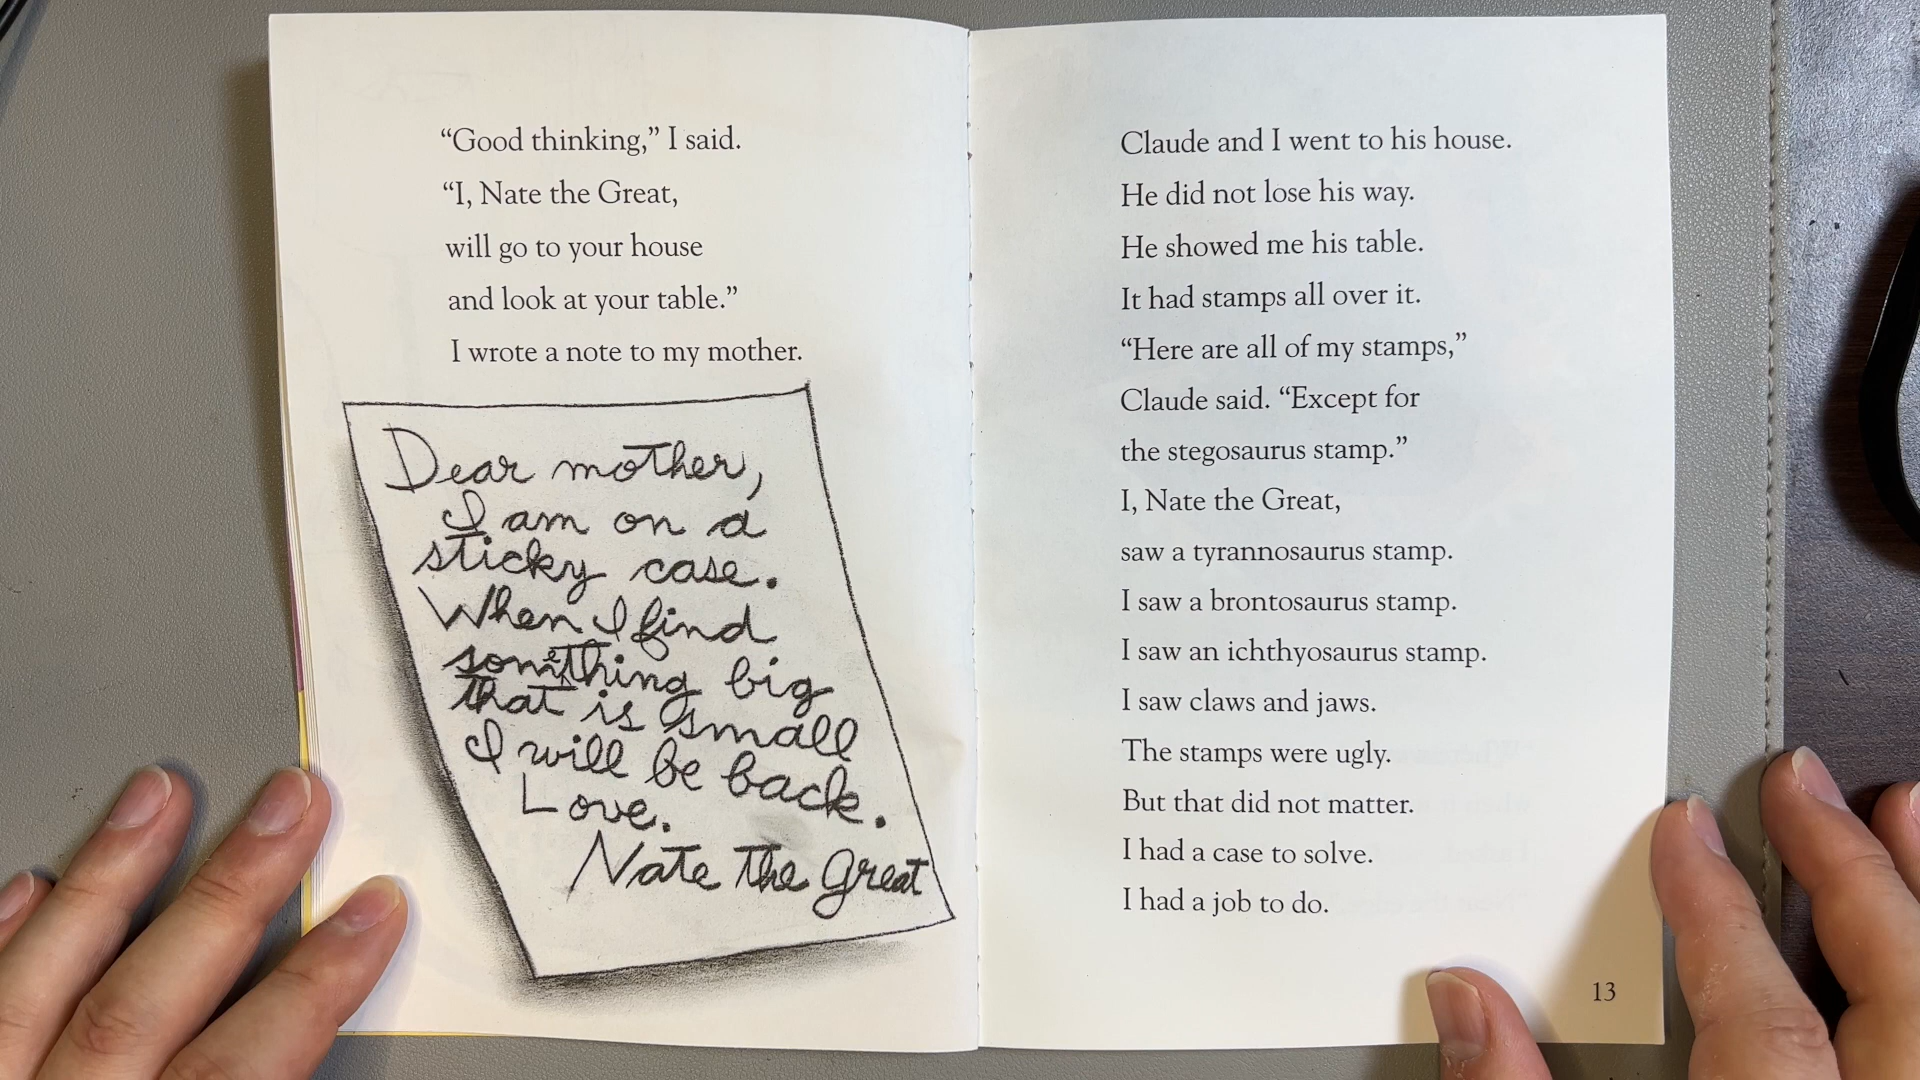 “Good thinking,” I said.
“I, Nate the Great,
will go to your house
and look at your table.”
I wrote a note to my mother.
Dear mother,
I am on a
sticky case.
When I find
something big
that is small
I will be back.
Love.
Nate the Great
Claude and I went to his house.
He did not lose his way.
He showed me his table.
It had stamps all over it.
“Here are all of my stamps,”
Claude said. “Except for
the stegosaurus stamp.”
I, Nate the Great,
saw a tyrannosaurus stamp.
I saw a brontosaurus stamp.
I saw an ichthyosaurus stamp.
I saw claws and jaws.
The stamps were ugly.
But that did not matter.
I had a case to solve.
I had a job to do.
13